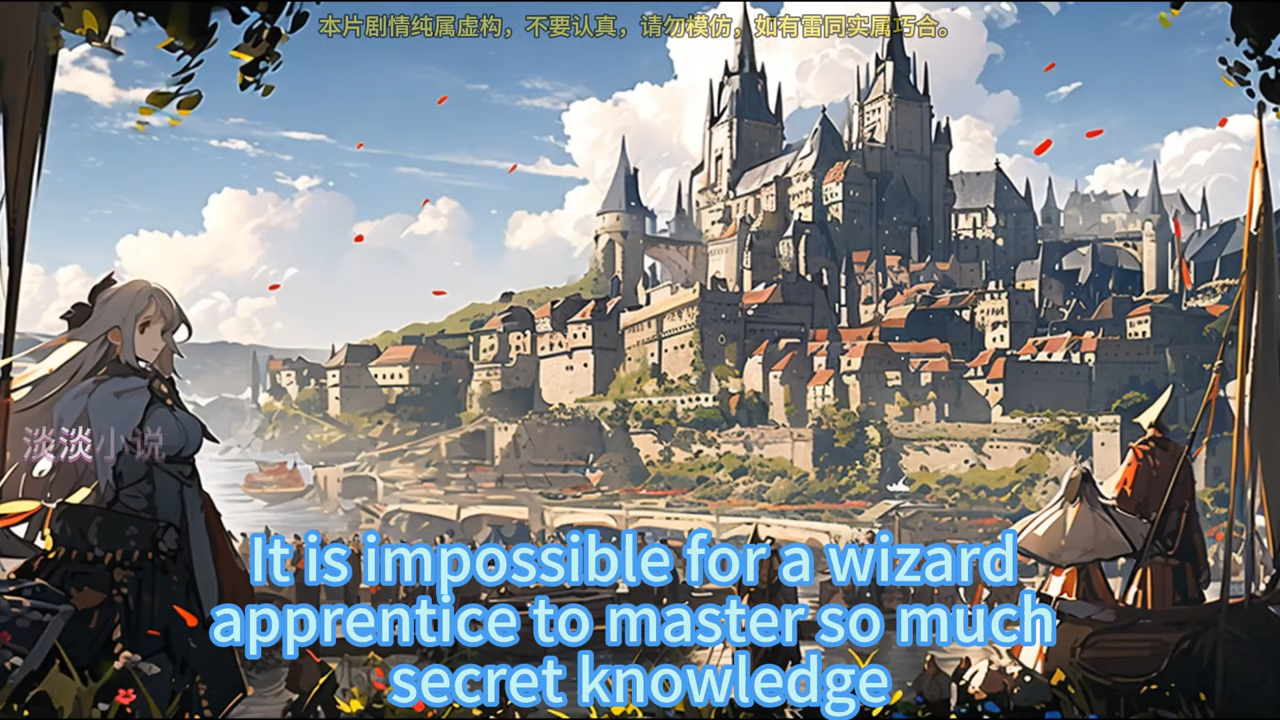 本片剧情纯属虚构，不要认真，请勿模仿，如有雷同实属巧合。
淡淡小说
It is impossible for a wizard
apprentice to master so much
secret knowledge